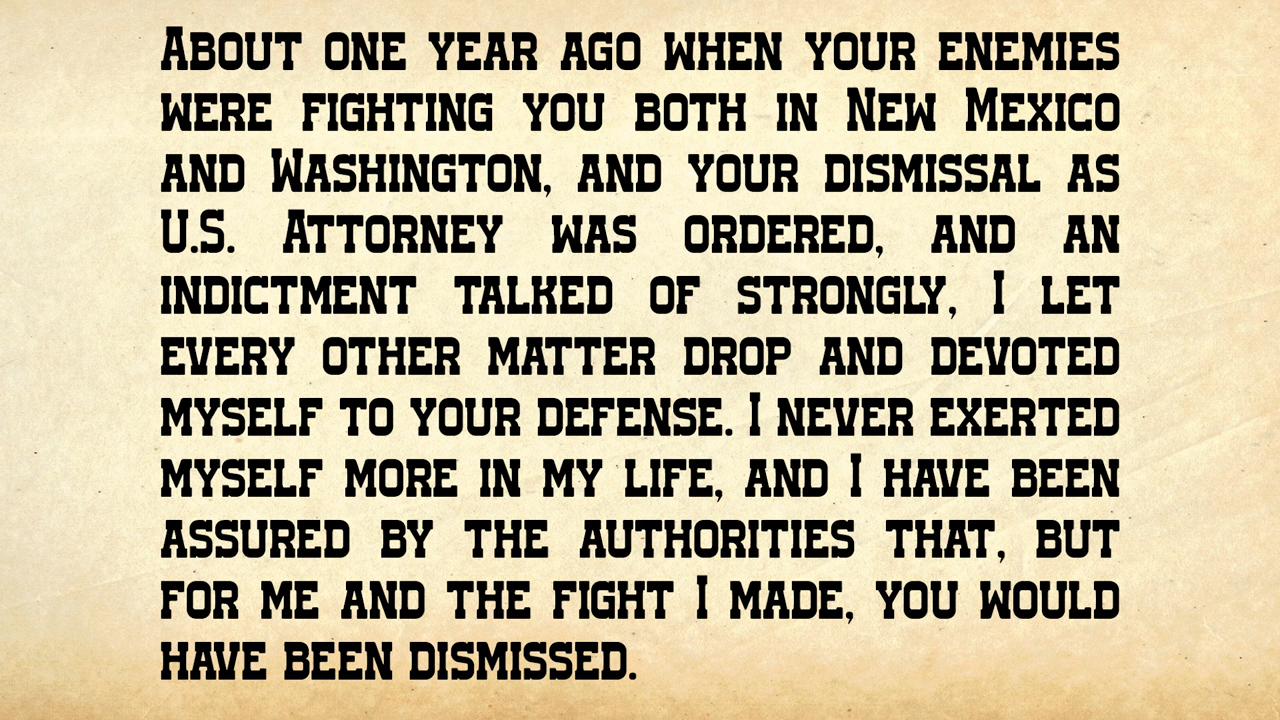 About one year ago when your enemies
were fighting you both in New Mexico
and Washington, and your dismissal as
U.S. Attorney was ordered, and an
indictment talked of strongly, I let
every other matter drop and devoted
myself to your defense. I never exerted
myself more in my life, and I have been
assured by the authorities that, but
for me and the fight I made, you would
have been dismissed.